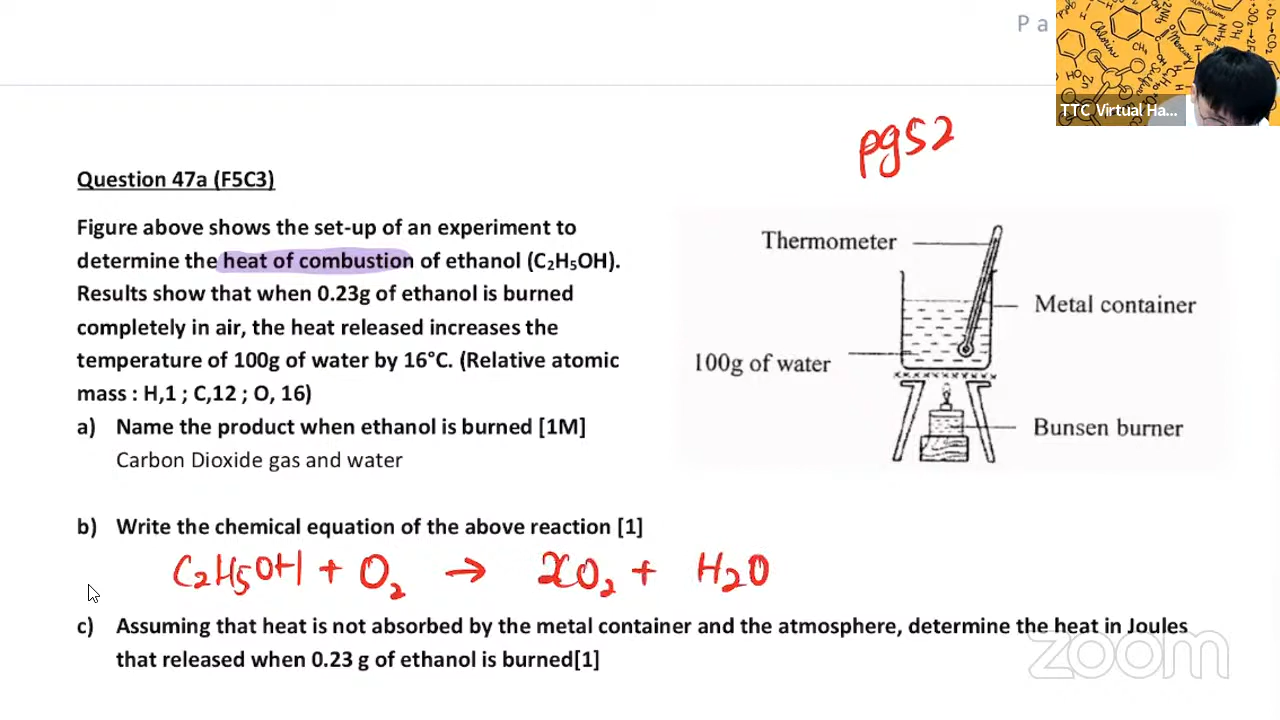 P a
TTC Virtual Ha...
pg52
Question 47a (F5C3)
Figure above shows the set-up of an experiment to
determine the heat of combustion of ethanol (C₂H₅OH).
Results show that when 0.23g of ethanol is burned
completely in air, the heat released increases the
temperature of 100g of water by 16°C. (Relative atomic
mass : H,1 ; C,12 ; O, 16)
Thermometer
Metal container
100g of water
Bunsen burner
a) Name the product when ethanol is burned [1M]
Carbon Dioxide gas and water
b) Write the chemical equation of the above reaction [1]
C₂H₅OH + O₂ → 2CO₂ + H₂O
c) Assuming that heat is not absorbed by the metal container and the atmosphere, determine the heat in Joules
that released when 0.23 g of ethanol is burned[1]
zoom